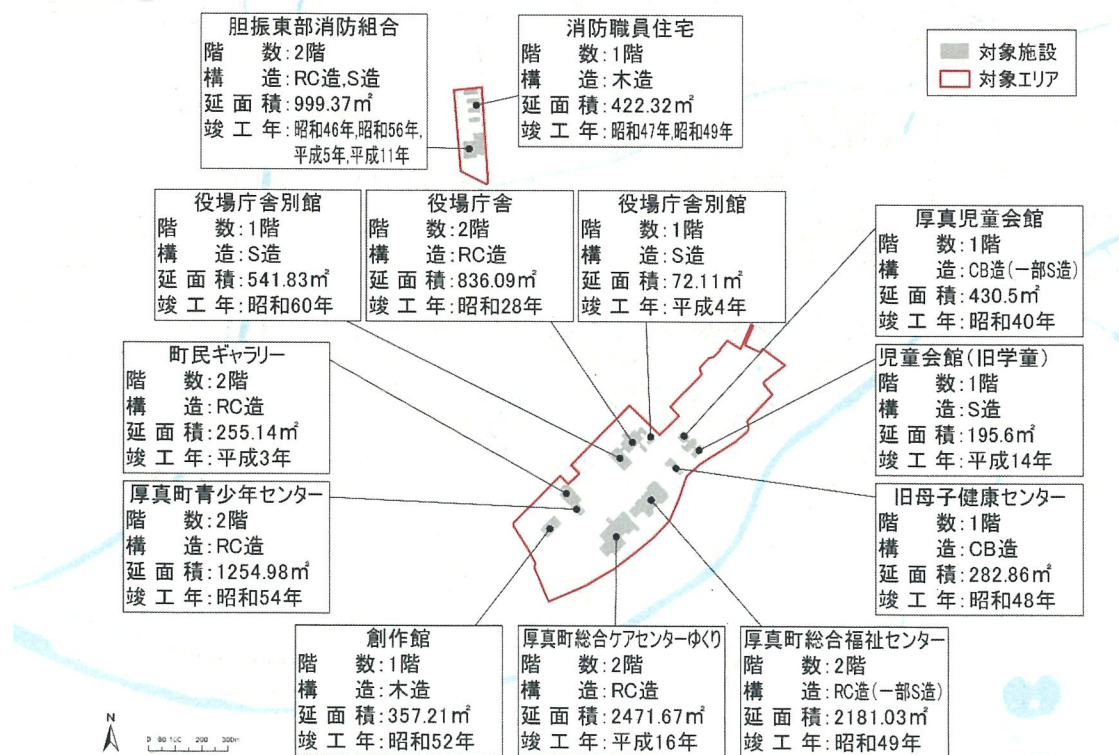 胆振東部消防組合
階数:2階
構造:RC造,S造
延面積:999.37㎡
竣工年:昭和46年,昭和56年,
平成5年,平成11年
消防職員住宅
階数:1階
構造:木造
延面積:422.32㎡
竣工年:昭和47年,昭和49年
対象施設
対象エリア
役場庁舎別館
階数:1階
構造:S造
延面積:541.83㎡
竣工年:昭和60年
役場庁舎
階数:2階
構造:RC造
延面積:836.09㎡
竣工年:昭和28年
役場庁舎別館
階数:1階
構造:S造
延面積:72.11㎡
竣工年:平成4年
厚真児童会館
階数:1階
構造:CB造(一部S造)
延面積:430.5㎡
竣工年:昭和40年
町民ギャラリー
階数:2階
構造:RC造
延面積:255.14㎡
竣工年:平成3年
児童会館(旧学童)
階数:1階
構造:S造
延面積:195.6㎡
竣工年:平成14年
厚真町青少年センター
階数:2階
構造:RC造
延面積:1254.98㎡
竣工年:昭和54年
旧母子健康センター
階数:1階
構造:CB造
延面積:282.86㎡
竣工年:昭和48年
創作館
階数:1階
構造:木造
延面積:357.21㎡
竣工年:昭和52年
厚真町総合ケアセンターゆくり
階数:2階
構造:RC造
延面積:2471.67㎡
竣工年:平成16年
厚真町総合福祉センター
階数:2階
構造:RC造(一部S造)
延面積:2181.03㎡
竣工年:昭和49年
N
0 200 300m